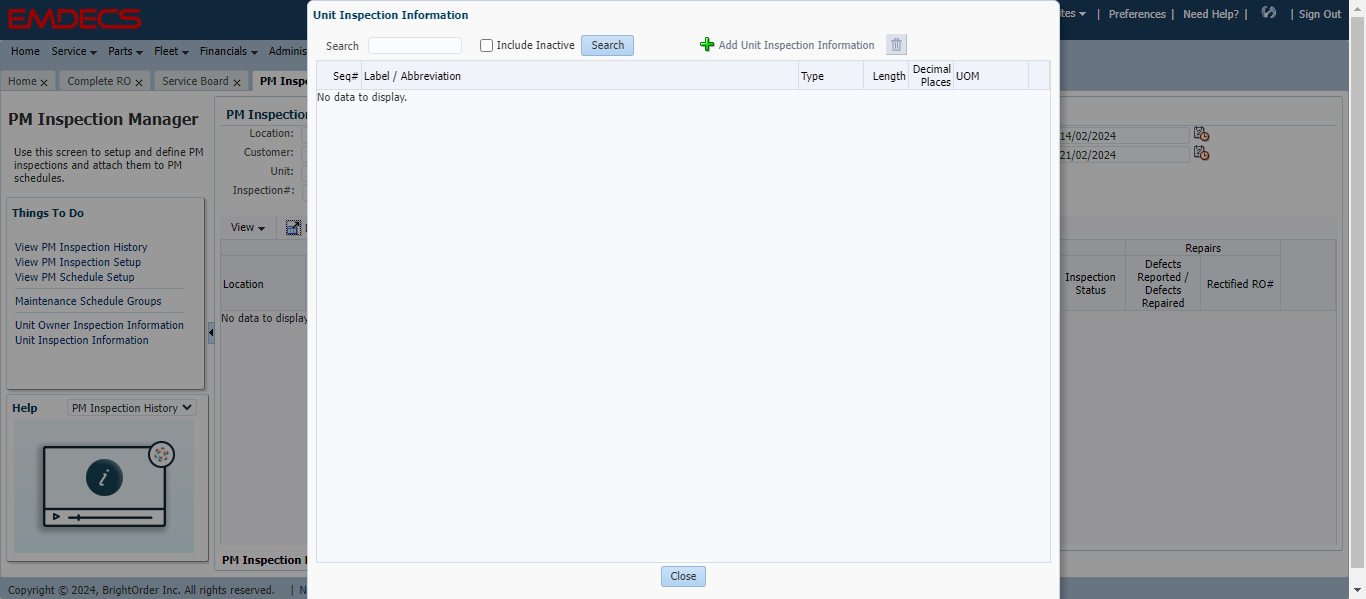 EMDECS
tes | Preferences | Need Help? | | Sign Out
Home Service Parts Fleet Financials Adminis
Home x Complete RO x Service Board x PM Inspe
Unit Inspection Information
Search Include Inactive Search Add Unit Inspection Information
Seq# Label / Abbreviation Type Length Decimal Places UOM
No data to display.
Close
PM Inspection Manager
Use this screen to setup and define PM
inspections and attach them to PM
schedules.
Things To Do
View PM Inspection History
View PM Inspection Setup
View PM Schedule Setup
Maintenance Schedule Groups
Unit Owner Inspection Information
Unit Inspection Information
Help PM Inspection History
i
PM Inspection
Location:
Customer:
Unit:
Inspection#:
14/02/2024
21/02/2024
View
Location
Inspection
Status
Repairs
Defects
Reported /
Defects
Repaired
Rectified RO#
No data to display
PM Inspection
Copyright © 2024, BrightOrder Inc. All rights reserved. | N